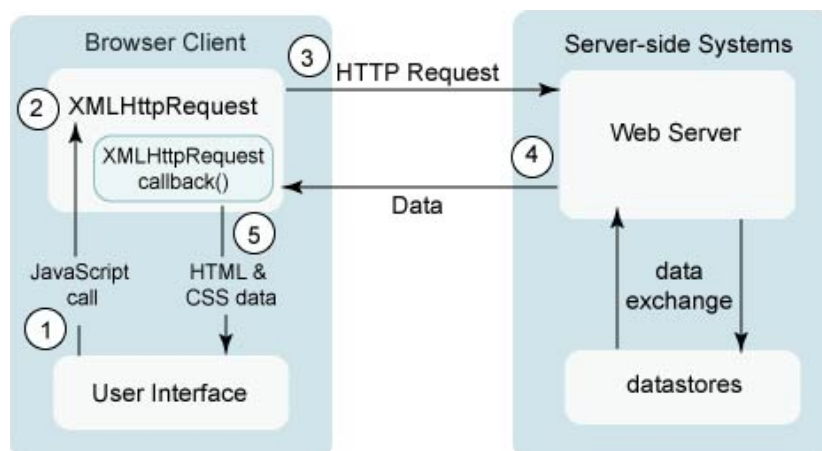 Browser Client
3
HTTP Request
2
XMLHttpRequest
XMLHttpRequest
callback()
4
Data
5
JavaScript
call
HTML &
CSS data
1
User Interface
Server-side Systems
Web Server
data
exchange
datastores